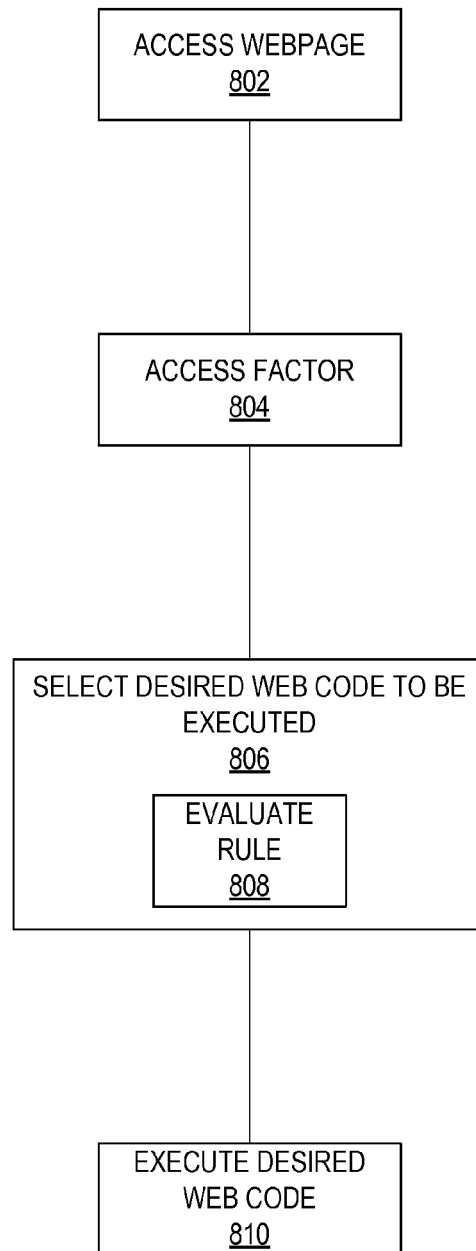 ACCESS WEBPAGE
802
ACCESS FACTOR
804
SELECT DESIRED WEB CODE TO BE
EXECUTED
806
EVALUATE
RULE
808
EXECUTE DESIRED
WEB CODE
810